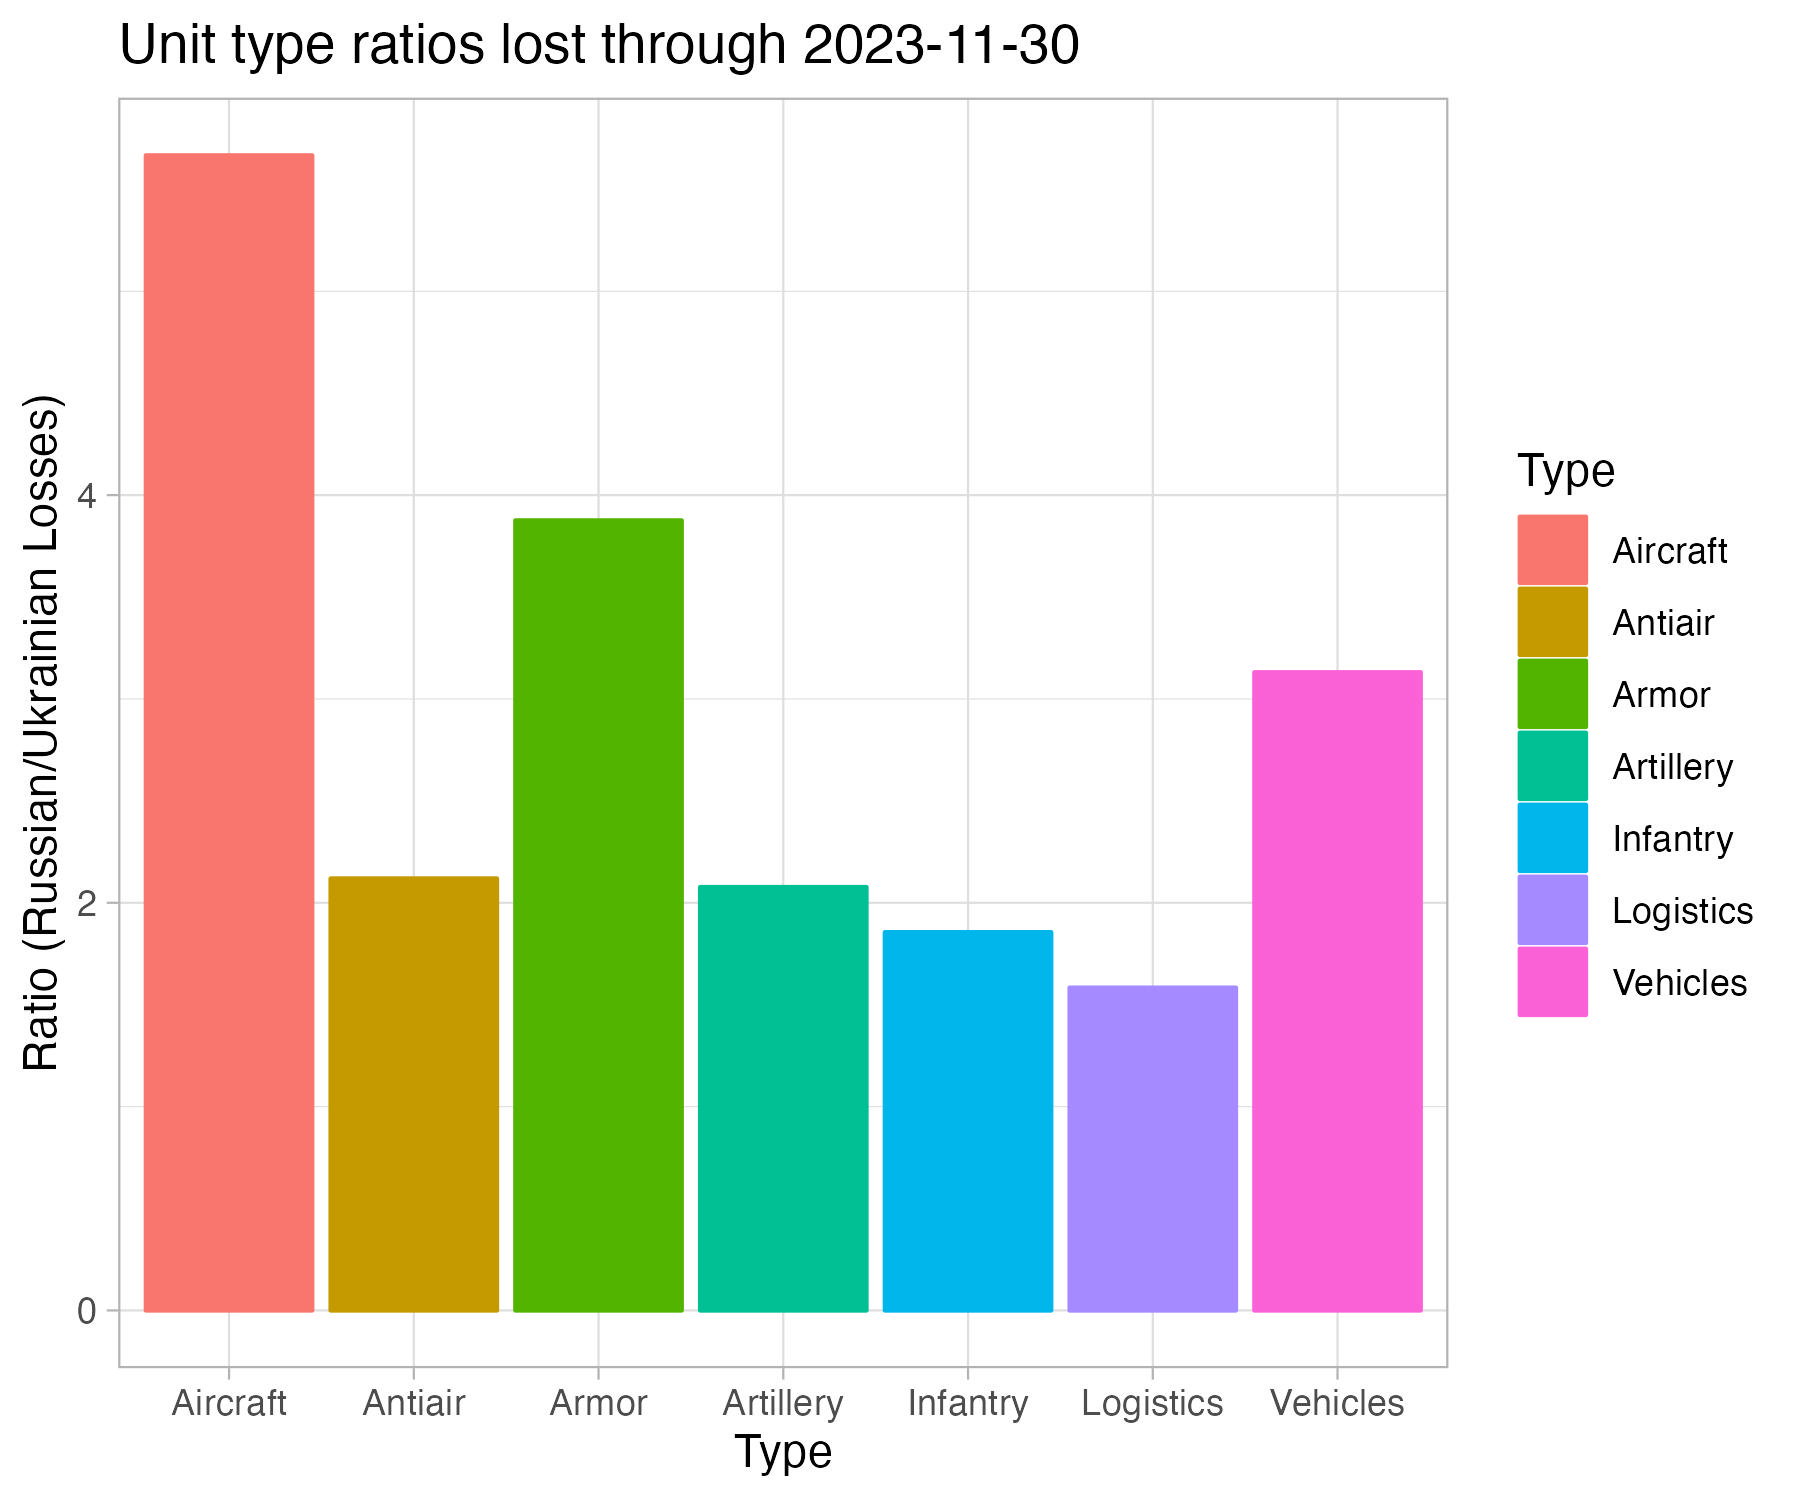 Unit type ratios lost through 2023-11-30
Ratio (Russian/Ukrainian Losses)
4
2
0
Aircraft
Antiair
Armor
Artillery
Infantry
Logistics
Vehicles
Type
Type
Aircraft
Antiair
Armor
Artillery
Infantry
Logistics
Vehicles